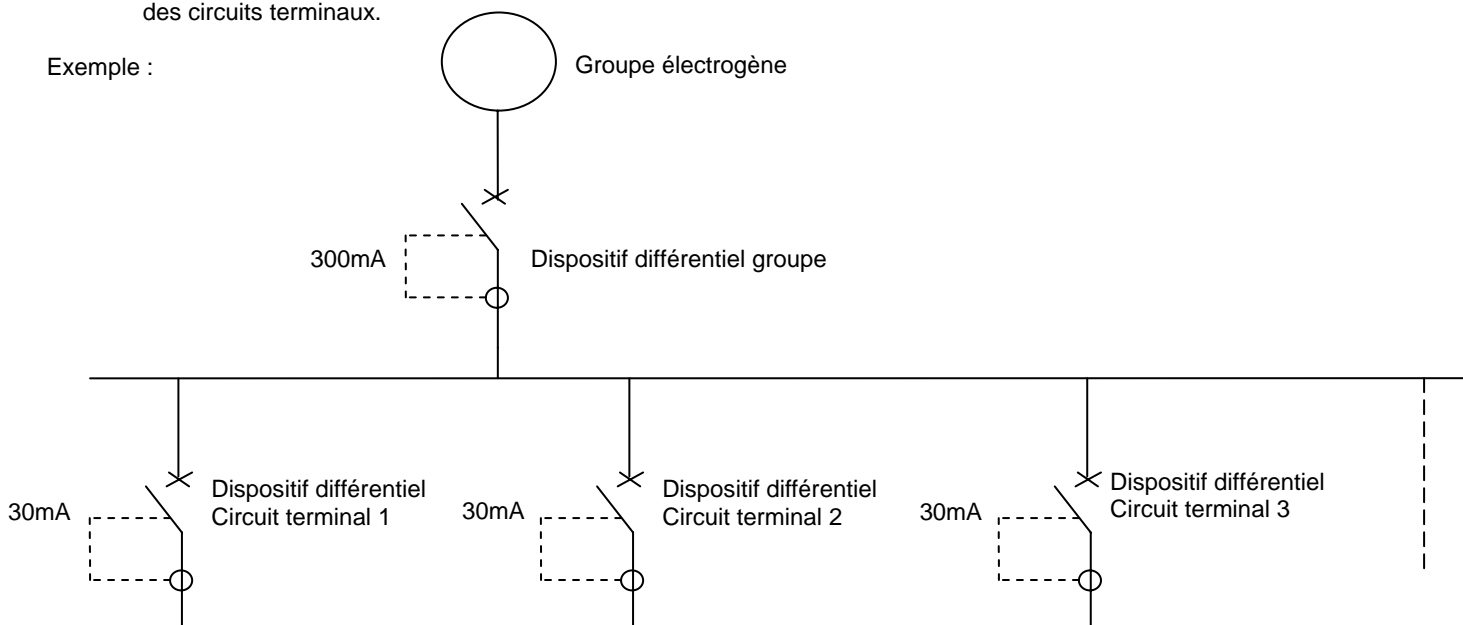 des circuits terminaux.
Exemple :
Groupe électrogène
300mA
Dispositif différentiel groupe
30mA
Dispositif différentiel
Circuit terminal 1
30mA
Dispositif différentiel
Circuit terminal 2
30mA
Dispositif différentiel
Circuit terminal 3